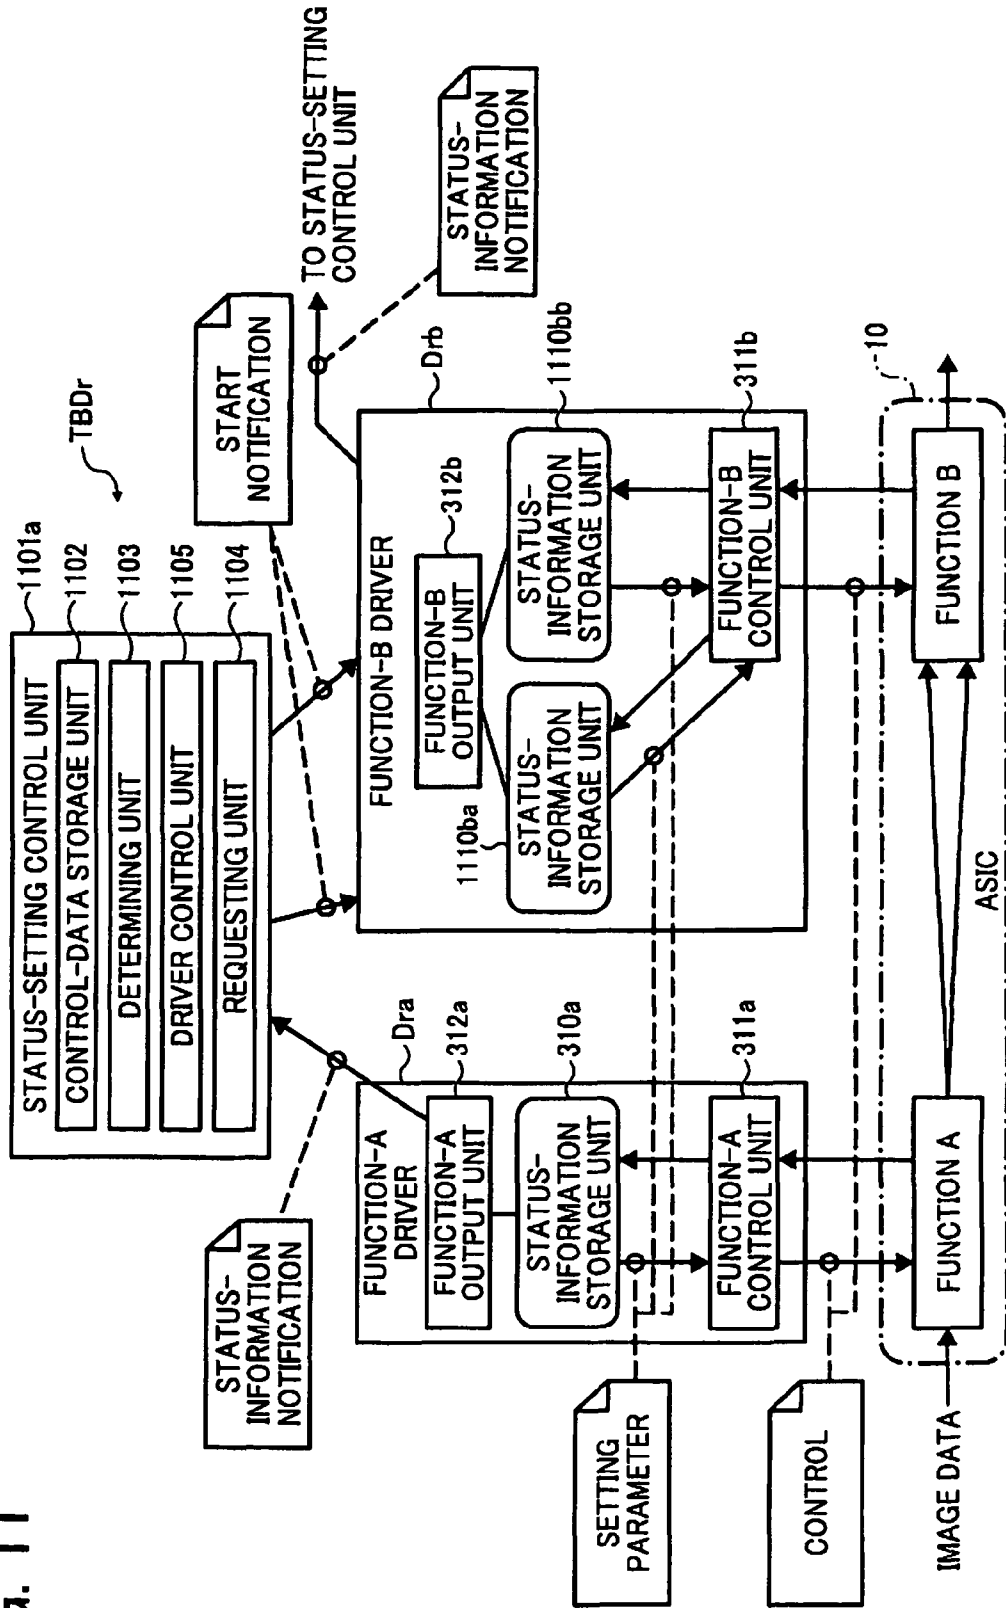 g. 11
TBDr
STATUS-SETTING CONTROL UNIT
1101a
CONTROL-DATA STORAGE UNIT
1102
DETERMINING UNIT
1103
DRIVER CONTROL UNIT
1105
REQUESTING UNIT
1104
STATUS-
INFORMATION
NOTIFICATION
START
NOTIFICATION
TO STATUS-SETTING
CONTROL UNIT
STATUS-
INFORMATION
NOTIFICATION
FUNCTION-A
DRIVER
Dra
FUNCTION-A
OUTPUT UNIT
312a
STATUS-
INFORMATION
STORAGE UNIT
310a
FUNCTION-A
CONTROL UNIT
311a
FUNCTION-B DRIVER
Drb
FUNCTION-B
OUTPUT UNIT
312b
1110ba
STATUS-
INFORMATION
STORAGE UNIT
STATUS-
INFORMATION
STORAGE UNIT
1110bb
FUNCTION-B
CONTROL UNIT
311b
SETTING
PARAMETER
CONTROL
IMAGE DATA
FUNCTION A
FUNCTION B
10
ASIC